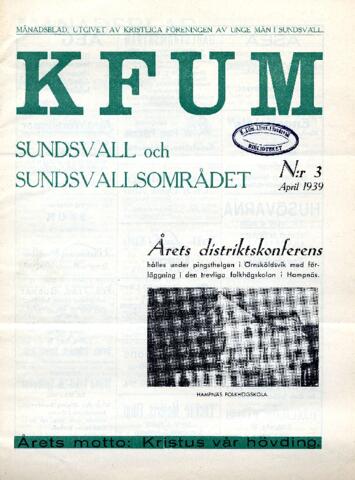 MÅNADSBLAD, UTGIVET AV KRISTLIGA FÖRENINGEN AV UNGE MÄN I SUNDSVALL.
KFUM
BIBLIOTEKET
SUNDSVALL och
SUNDSVALLSOMRÅDET
N:r 3
April 1939
Årets distriktskonferens
hålles under pingsthelgen i Örnsköldsvik med för-
läggning i den trevliga folkhögskolan i Hampnäs.
HAMPNÄS FOLKHÖGSKOLA.
Årets motto: Kristus vår hövding.